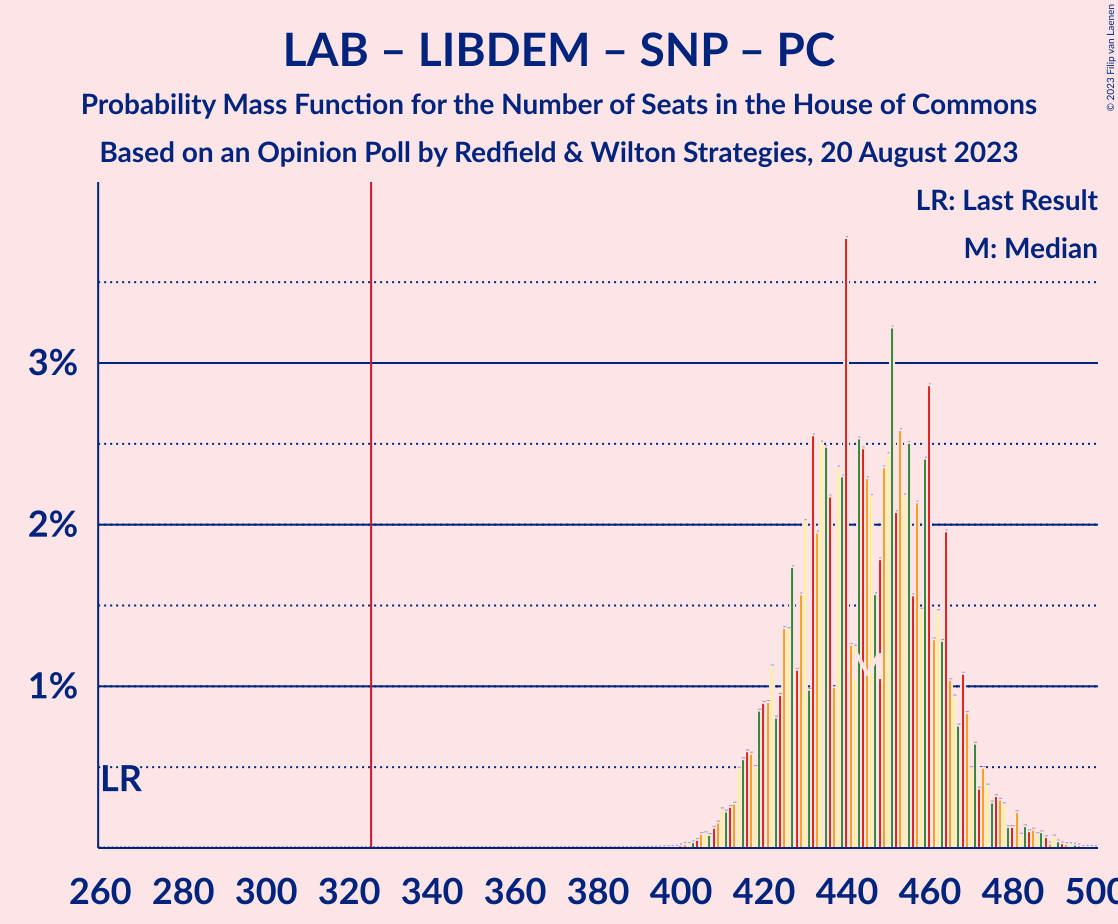 LAB – LIBDEM – SNP – PC
Probability Mass Function for the Number of Seats in the House of Commons
Based on an Opinion Poll by Redfield & Wilton Strategies, 20 August 2023
© 2023 Filip van Laenen
LR: Last Result
M: Median
3%
2%
1%
LR
M
260 280 300 320 340 360 380 400 420 440 460 480 500